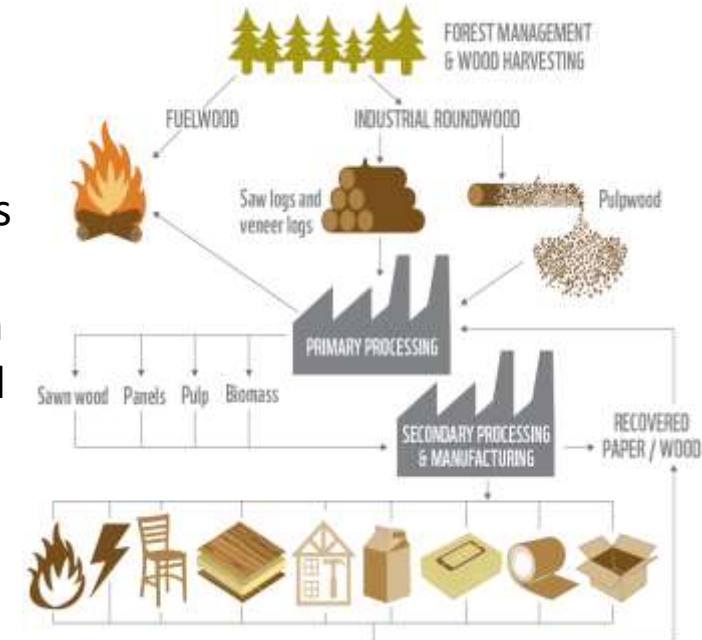 FOREST MANAGEMENT
& WOOD HARVESTING
FUELWOOD
INDUSTRIAL ROUNDWOOD
Saw logs and
veneer logs
Pulpwood
PRIMARY PROCESSING
Sawn wood
Panels
Pulp
Biomass
SECONDARY PROCESSING
& MANUFACTURING
RECOVERED
PAPER / WOOD